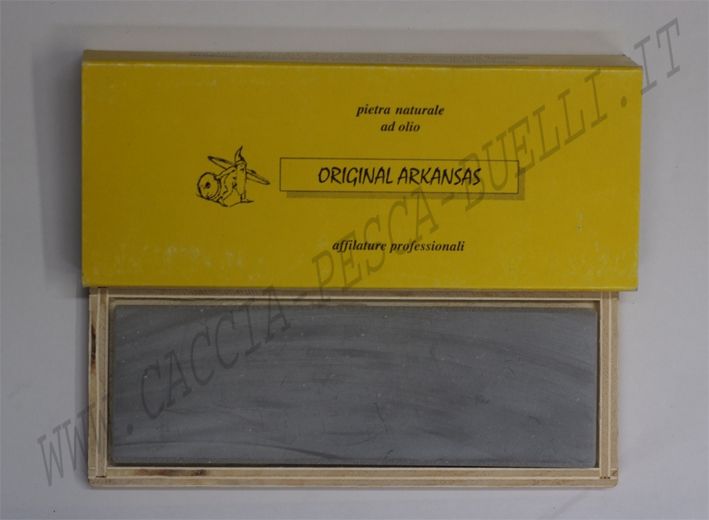 pietra naturale
ad olio
ORIGINAL ARKANSAS
affilature professionali
WWW.CACCIA-PESCA-BUELLI.IT